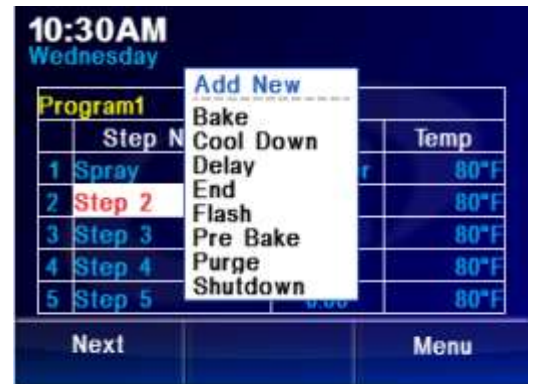 10:30AM
Wednesday
Program1
Step N Temp
1 Spray r 80°F
2 Step 2 80°F
3 Step 3 80°F
4 Step 4 80°F
5 Step 5 80°F
Add New
Bake
Cool Down
Delay
End
Flash
Pre Bake
Purge
Shutdown
Next Menu